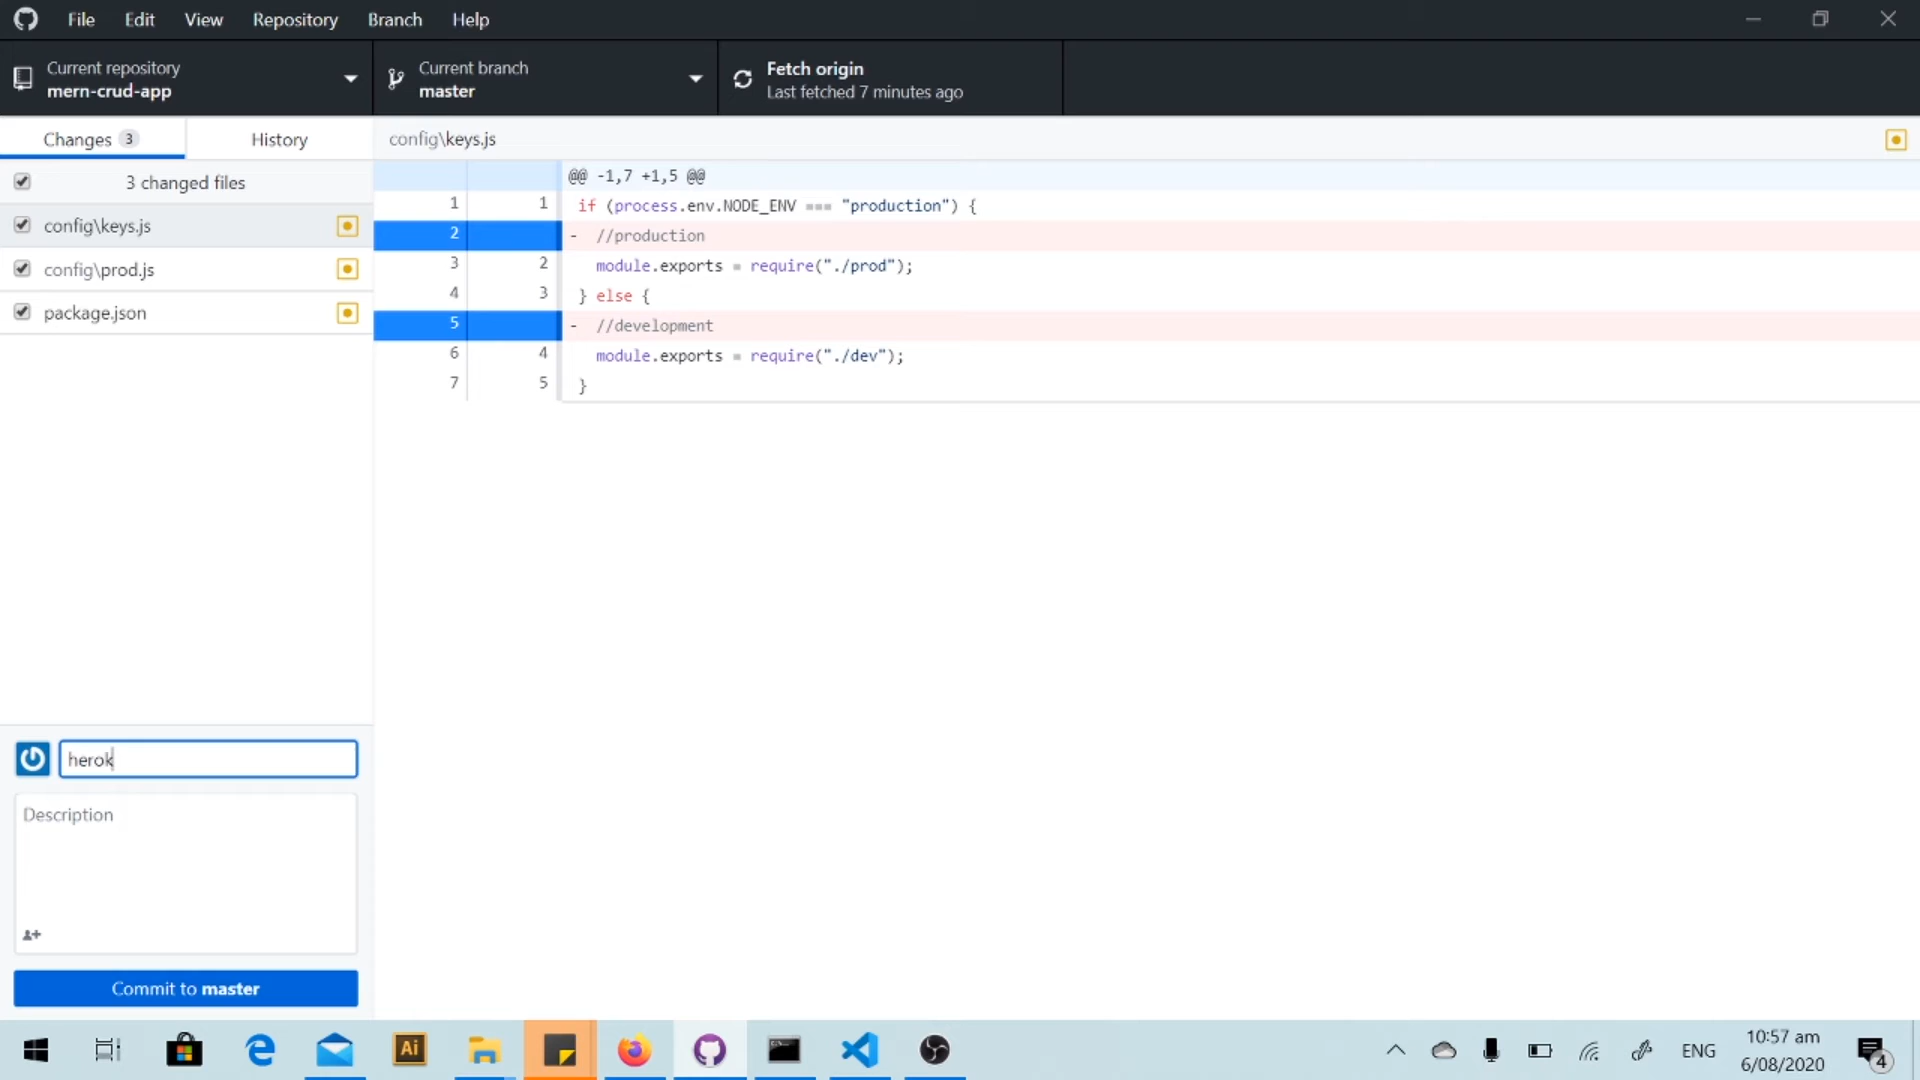 File Edit View Repository Branch Help
Current repository
mern-crud-app
Current branch
master
Fetch origin
Last fetched 7 minutes ago
Changes 3
History
3 changed files
config\keys.js
config\prod.js
package.json
config\keys.js
@@ -1,7 +1,5 @@
1 1 if (process.env.NODE_ENV === "production") {
2 - //production
3 2 module.exports = require("./prod");
4 3 } else {
5 - //development
6 4 module.exports = require("./dev");
7 5 }
herok
Description
Commit to master
Ai
ENG
10:57 am
6/08/2020
4